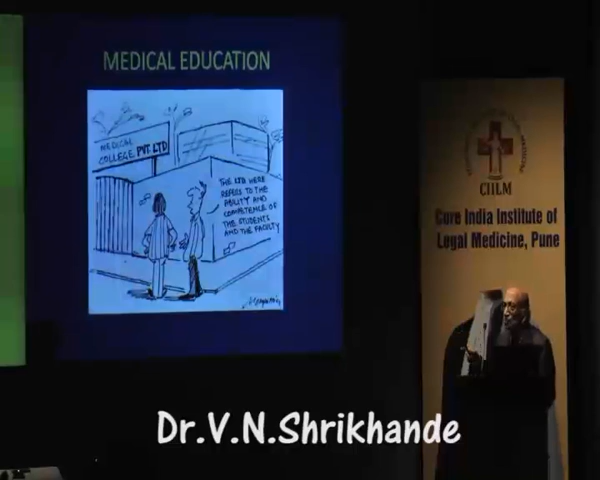 MEDICAL EDUCATION
MEDICAL
COLLEGE PVT LTD
THE LTD HERE
REFERS TO THE
ABILITY AND
COMPETENCE OF
THE STUDENTS
AND THE FACULTY
CIILM
Cure India Institute of
Legal Medicine, Pune
Dr.V.N.Shrikhande